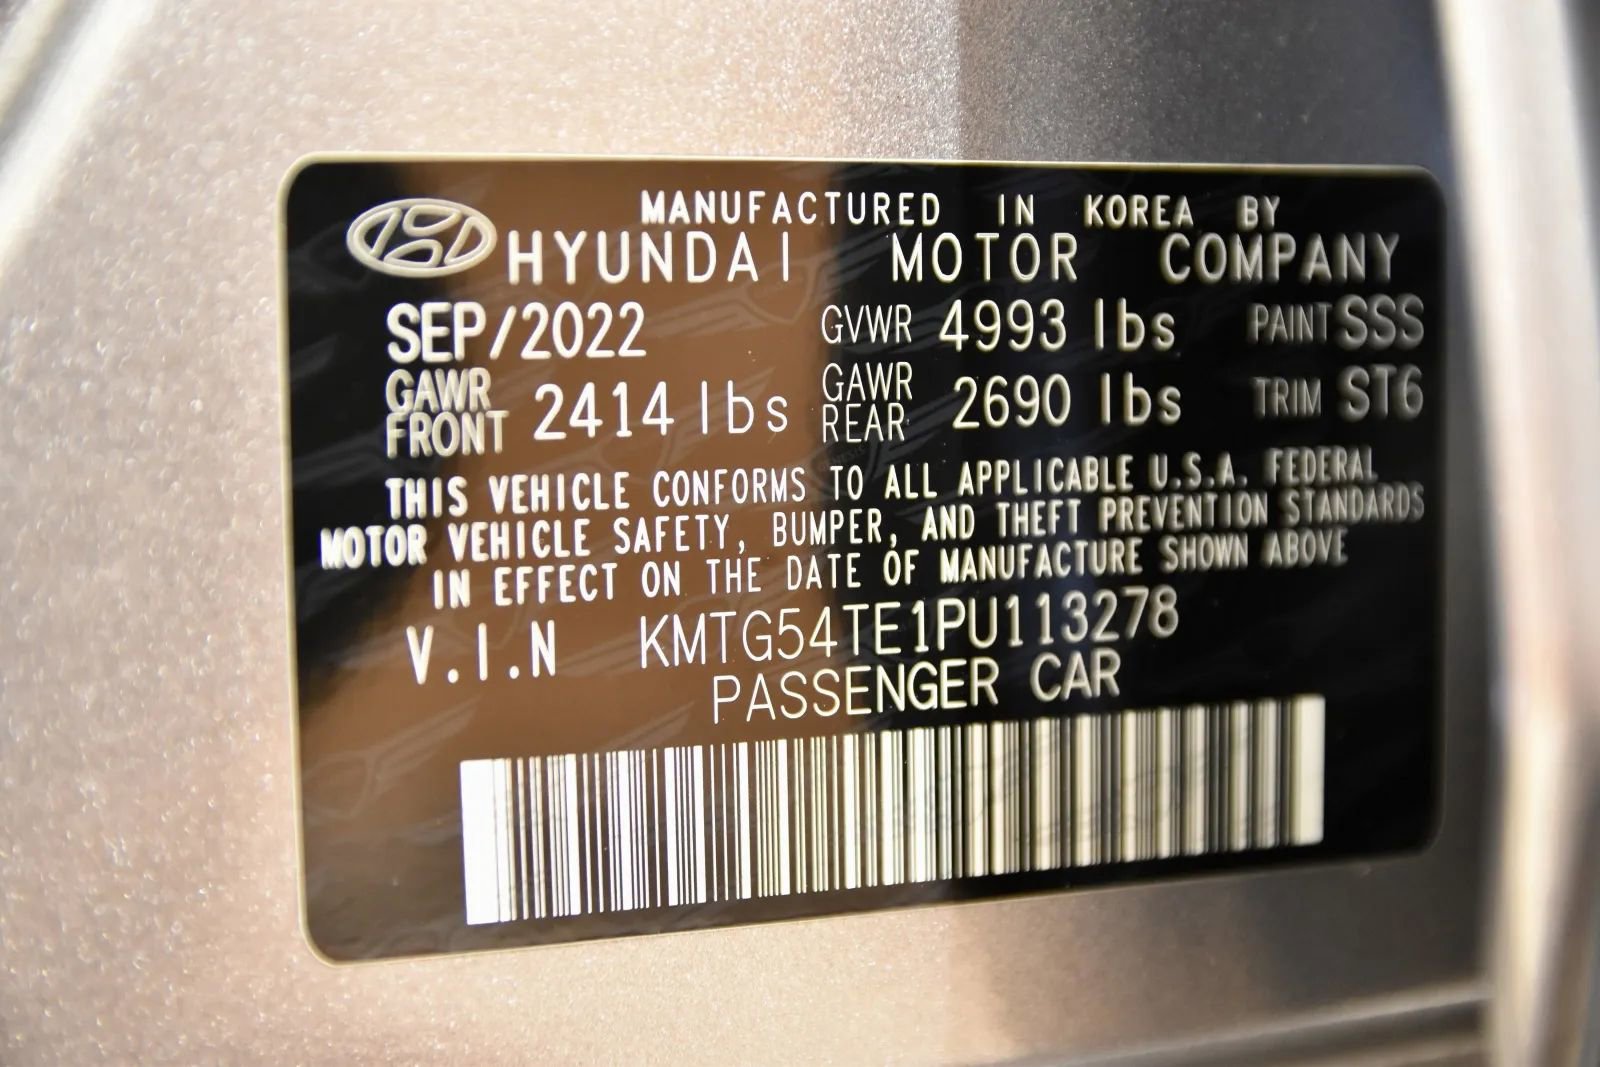 MANUFACTURED IN KOREA BY
HYUNDAI MOTOR COMPANY
SEP/2022 GVWR 4993 lbs PAINT SSS
GAWR FRONT 2414 lbs GAWR REAR 2690 lbs TRIM ST6
THIS VEHICLE CONFORMS TO ALL APPLICABLE U.S.A. FEDERAL
MOTOR VEHICLE SAFETY, BUMPER, AND THEFT PREVENTION STANDARDS
IN EFFECT ON THE DATE OF MANUFACTURE SHOWN ABOVE
V.I.N KMTG54TE1PU113278
PASSENGER CAR